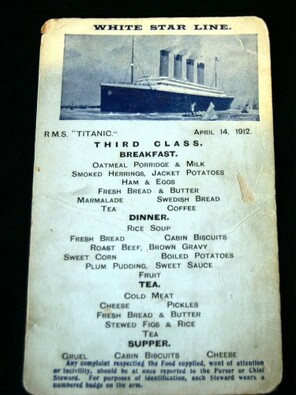 WHITE STAR LINE.
R.M.S. "TITANIC." APRIL 14, 1912.
THIRD CLASS.
BREAKFAST.
OATMEAL PORRIDGE & MILK
SMOKED HERRINGS, JACKET POTATOES
HAM & EGGS
FRESH BREAD & BUTTER
MARMALADE SWEDISH BREAD
TEA COFFEE
DINNER.
RICE SOUP
FRESH BREAD CABIN BISCUITS
ROAST BEEF, BROWN GRAVY
SWEET CORN BOILED POTATOES
PLUM PUDDING, SWEET SAUCE
FRUIT
TEA.
COLD MEAT
CHEESE PICKLES
FRESH BREAD & BUTTER
STEWED FIGS & RICE
TEA
SUPPER.
GRUEL CABIN BISCUITS CHEESE
Any complaint respecting the Food supplied, want of attention
or incivility, should be at once reported to the Purser or Chief
Steward. For purposes of identification, each Steward wears a
numbered badge on the arm.